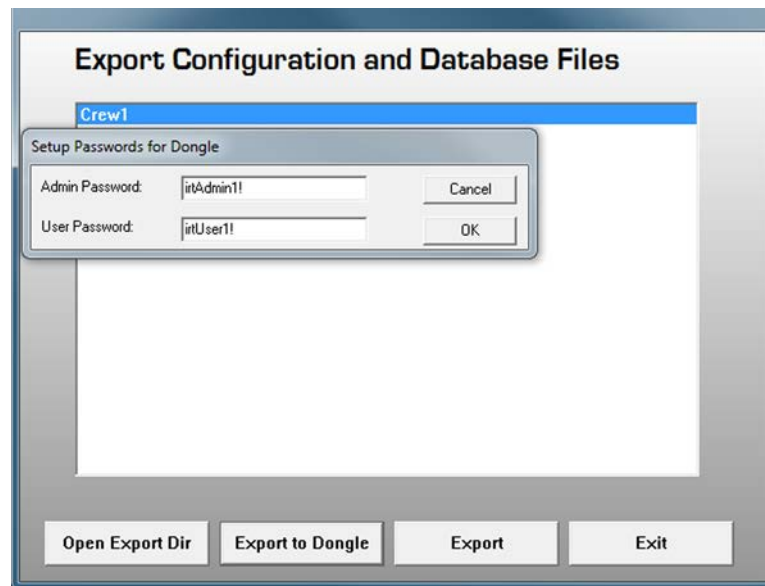 Export Configuration and Database Files
Crew1
Setup Passwords for Dongle
Admin Password: irtAdmin1! Cancel
User Password: irtUser1! OK
Open Export Dir Export to Dongle Export Exit